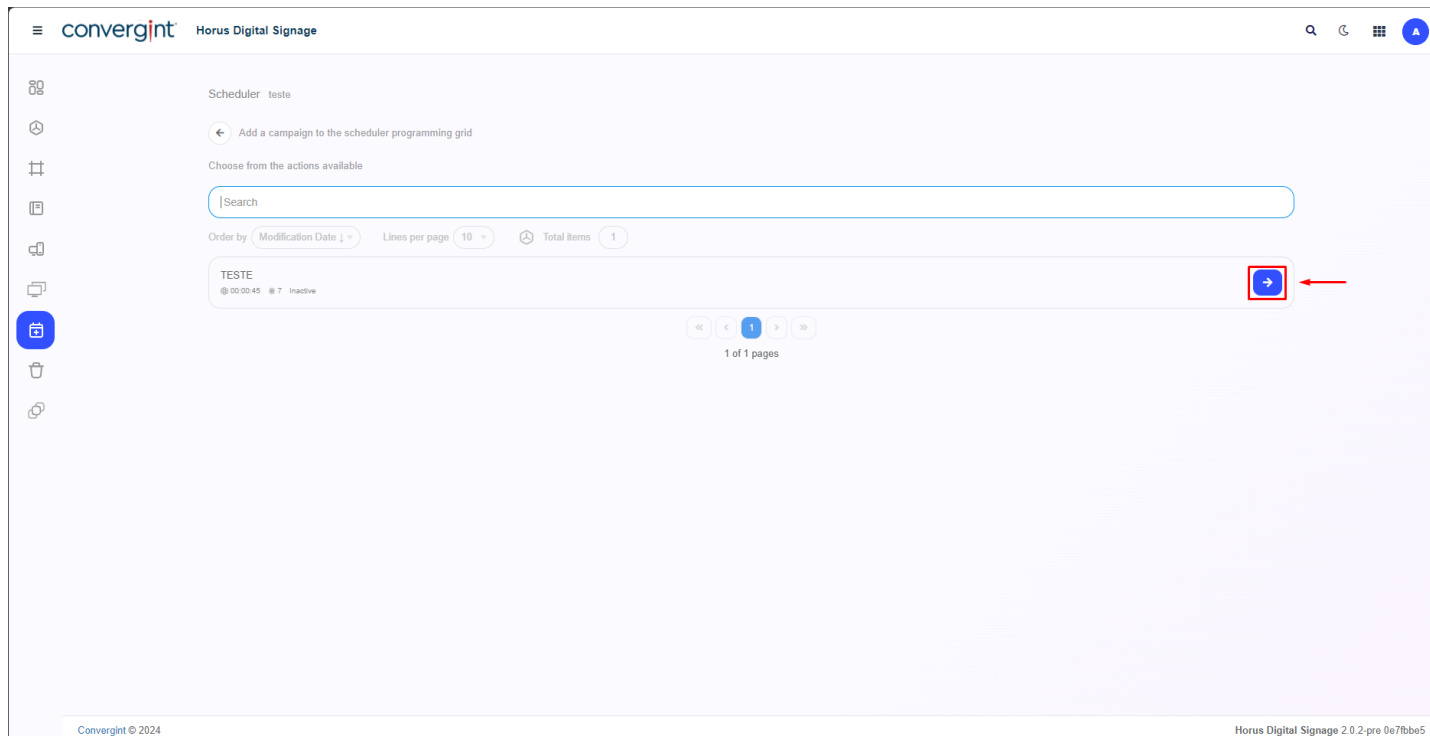 convergint Horus Digital Signage
A
Scheduler teste
Add a campaign to the scheduler programming grid
Choose from the actions available
Search
Order by Modification Date ↓ Lines per page 10 Total items 1
TESTE
00:00:45 7 Inactive
« ‹ 1 › »
1 of 1 pages
Convergint © 2024 Horus Digital Signage 2.0.2-pre 0e7fbbe5